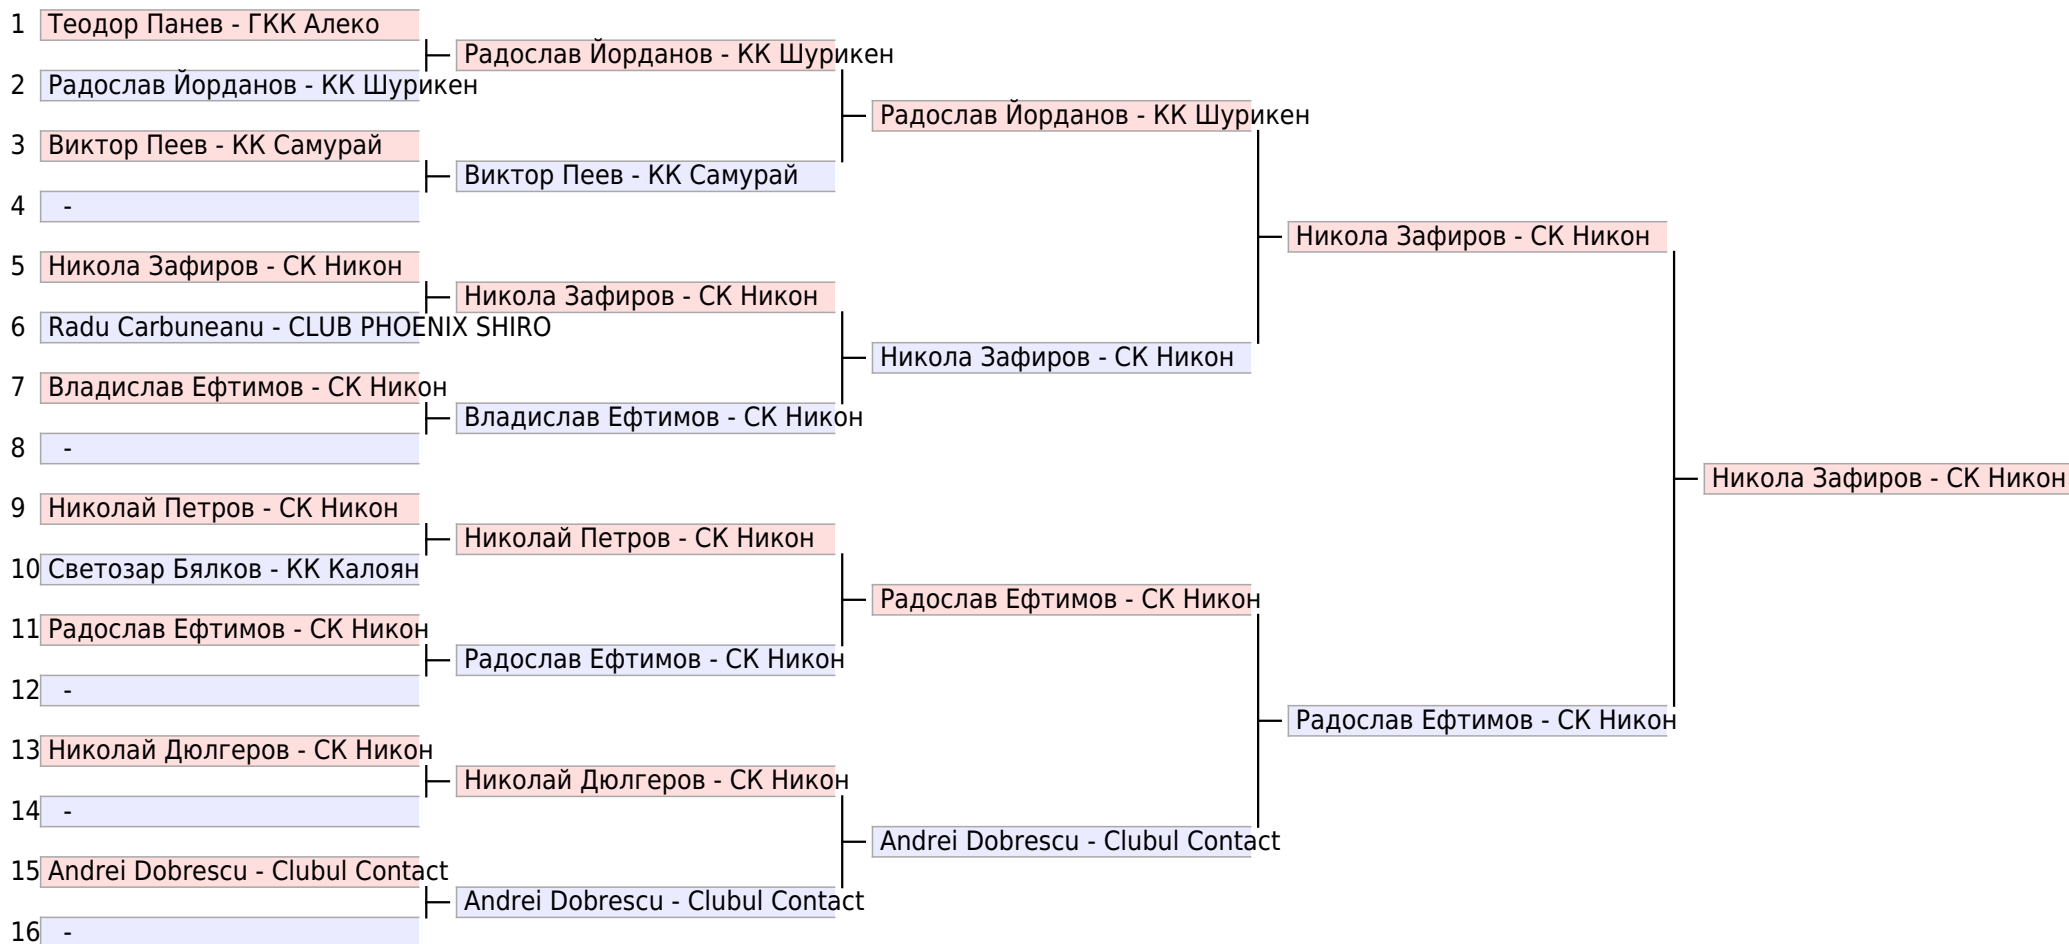 1 Теодор Панев - ГКК Алеко
Радослав Йорданов - КК Шурикен
2 Радослав Йорданов - КК Шурикен
Радослав Йорданов - КК Шурикен
3 Виктор Пеев - КК Самурай
Виктор Пеев - КК Самурай
4 -
Никола Зафиров - СК Никон
5 Никола Зафиров - СК Никон
Никола Зафиров - СК Никон
6 Radu Carbuneanu - CLUB PHOENIX SHIRO
Никола Зафиров - СК Никон
7 Владислав Ефтимов - СК Никон
Владислав Ефтимов - СК Никон
8 -
Никола Зафиров - СК Никон
9 Николай Петров - СК Никон
Николай Петров - СК Никон
10 Светозар Бялков - КК Калоян
Радослав Ефтимов - СК Никон
11 Радослав Ефтимов - СК Никон
Радослав Ефтимов - СК Никон
12 -
Радослав Ефтимов - СК Никон
13 Николай Дюлгеров - СК Никон
Николай Дюлгеров - СК Никон
14 -
Andrei Dobrescu - Clubul Contact
15 Andrei Dobrescu - Clubul Contact
Andrei Dobrescu - Clubul Contact
16 -